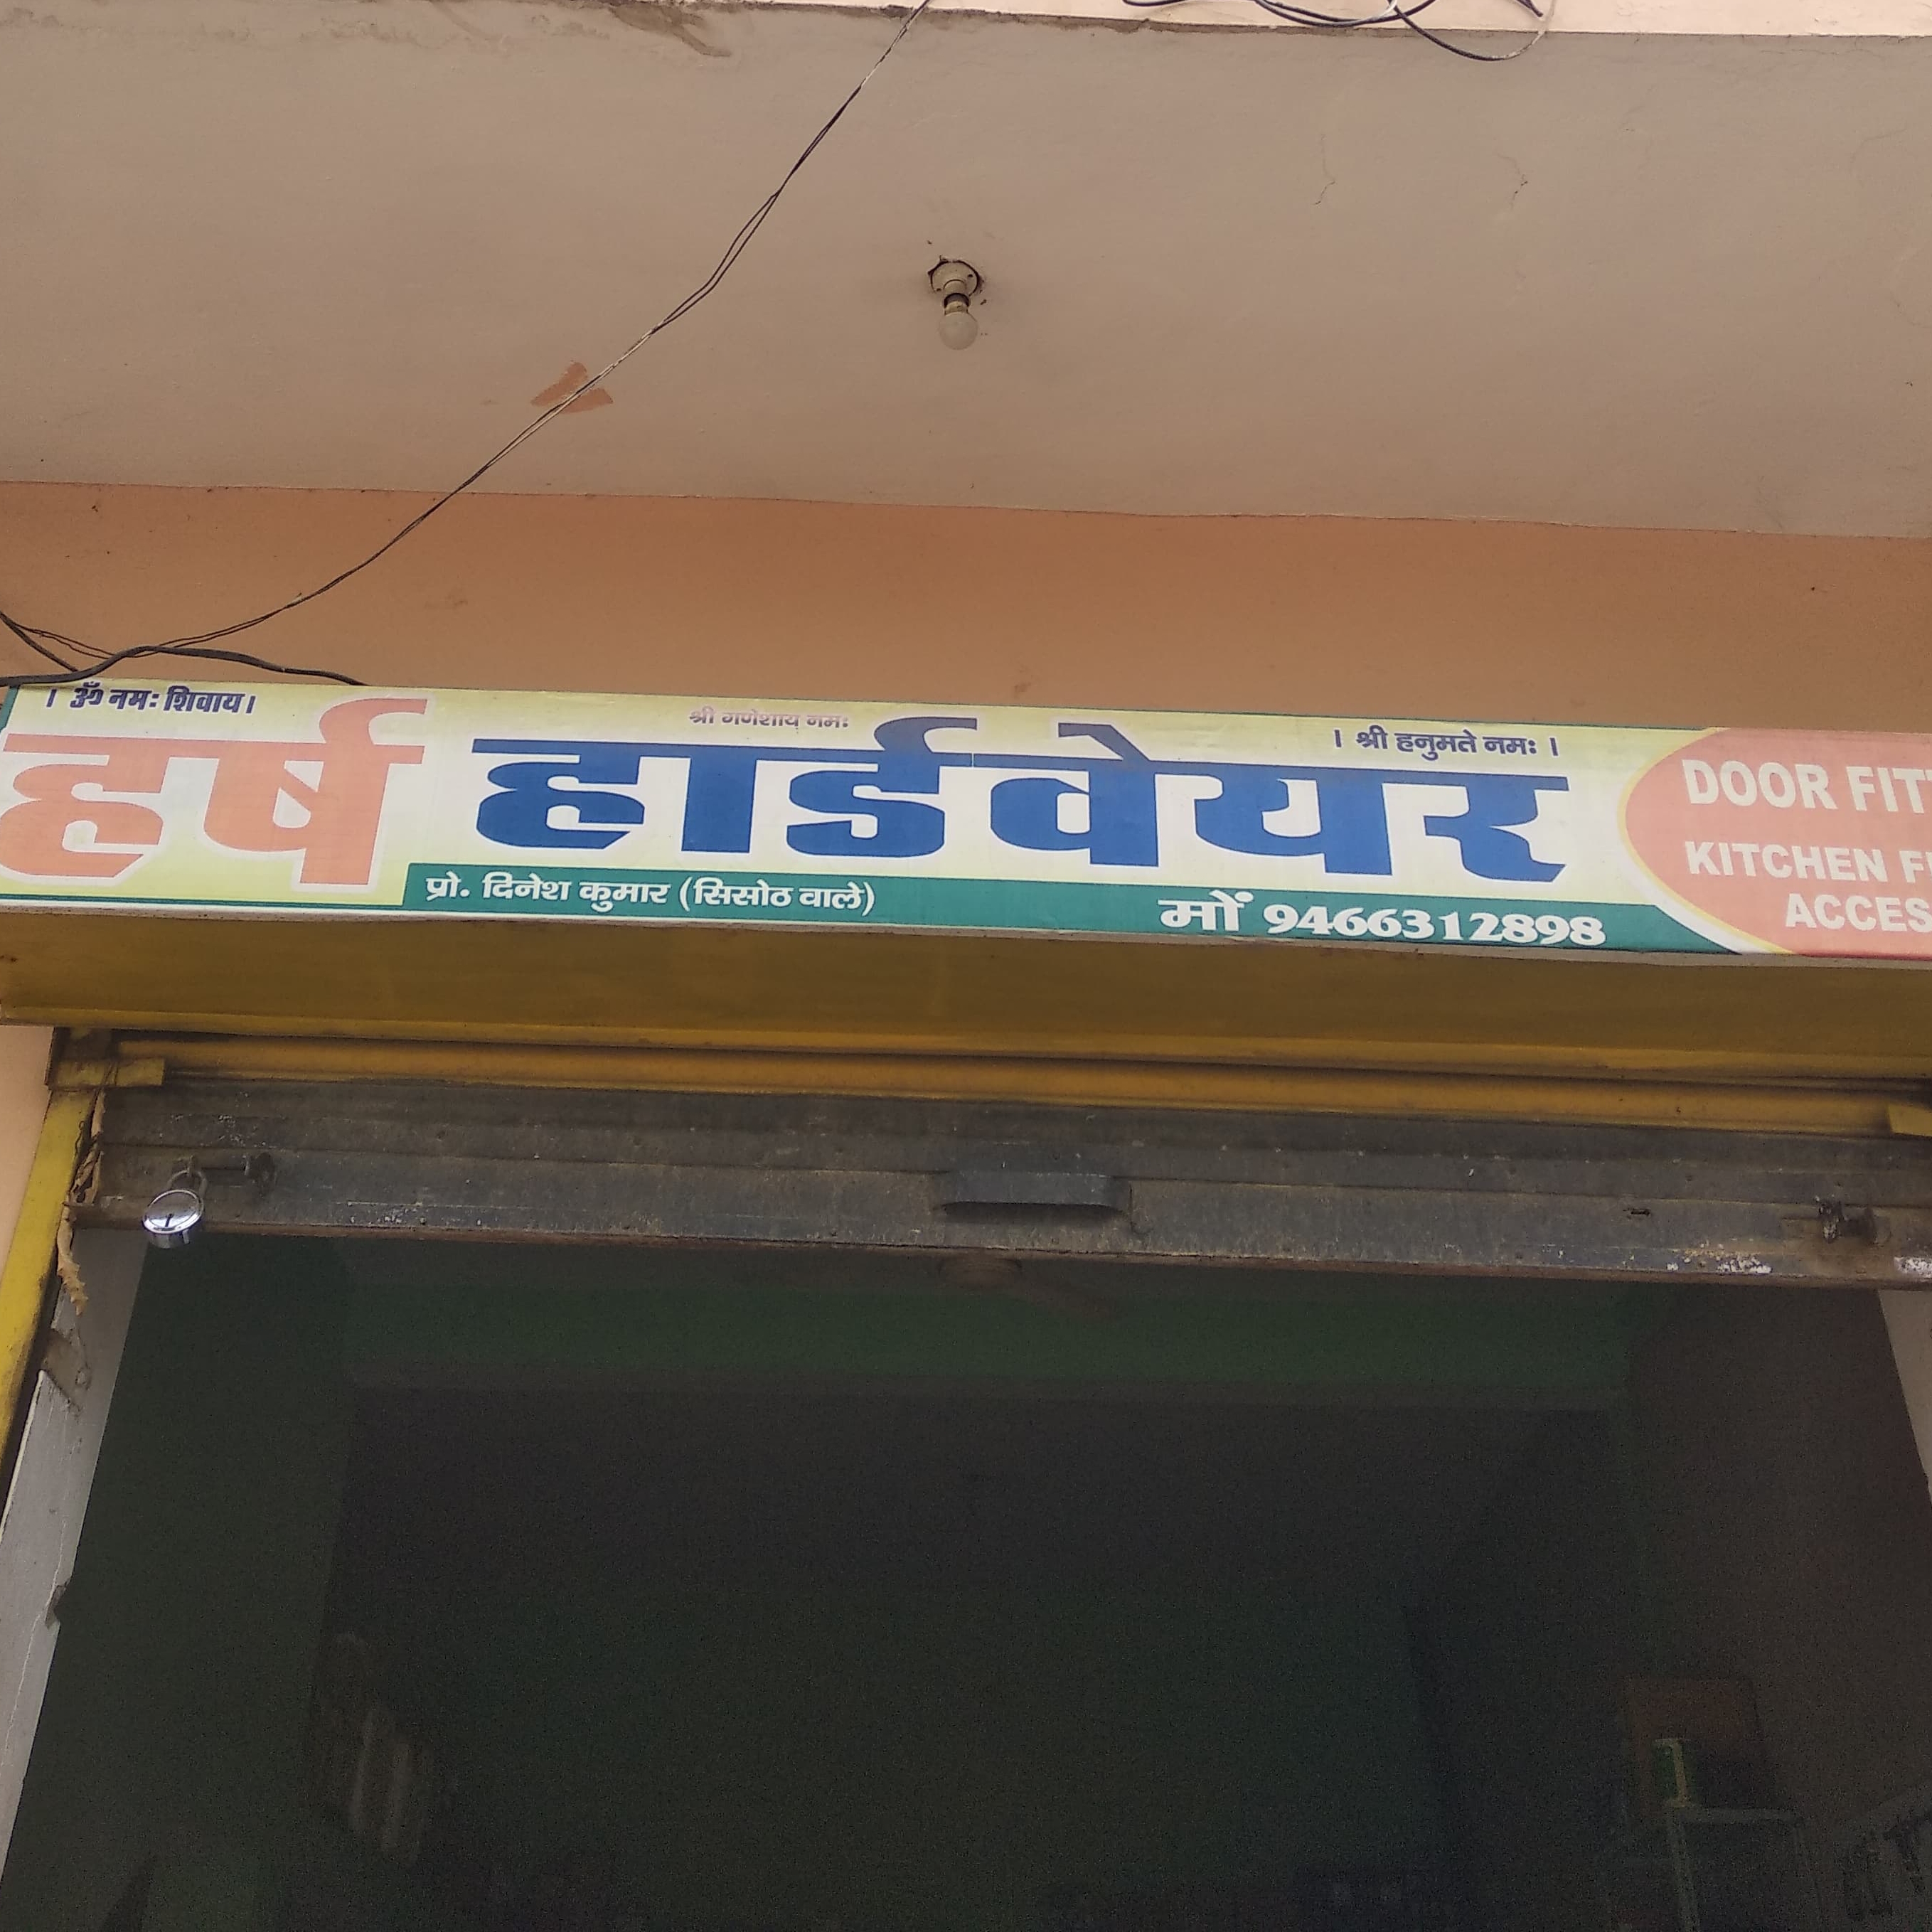 । ॐ नमः शिवाय।
श्री गणेशाय नमः
। श्री हनुमते नमः ।
हर्ष हार्डवेयर
प्रो. दिनेश कुमार (सिसोठ वाले)
मों 9466312898
DOOR FIT
KITCHEN F
ACCES